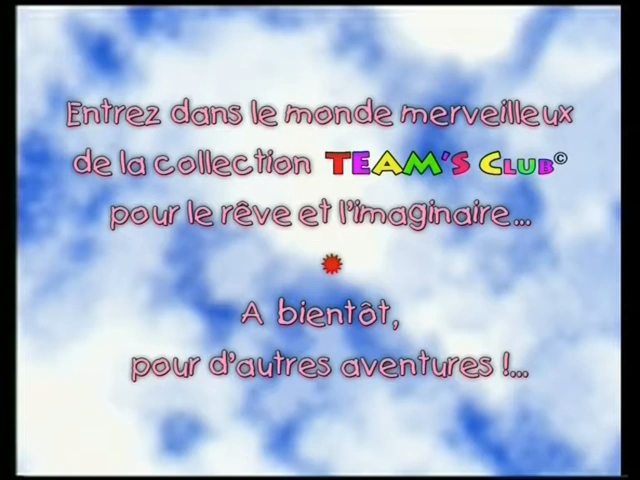 Entrez dans le monde merveilleux
de la collection TEAM'S CLUB©
pour le rêve et l'imaginaire...
A bientôt,
pour d'autres aventures !...